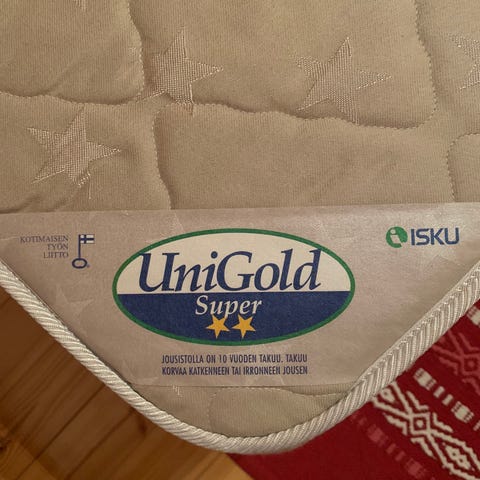 KOTIMAISEN
TYÖN
LIITTO
ISKU
UniGold
Super
JOUSISTOLLA ON 10 VUODEN TAKUU. TAKUU
KORVAA KATKENNEEN TAI IRRONNEEN JOUSEN